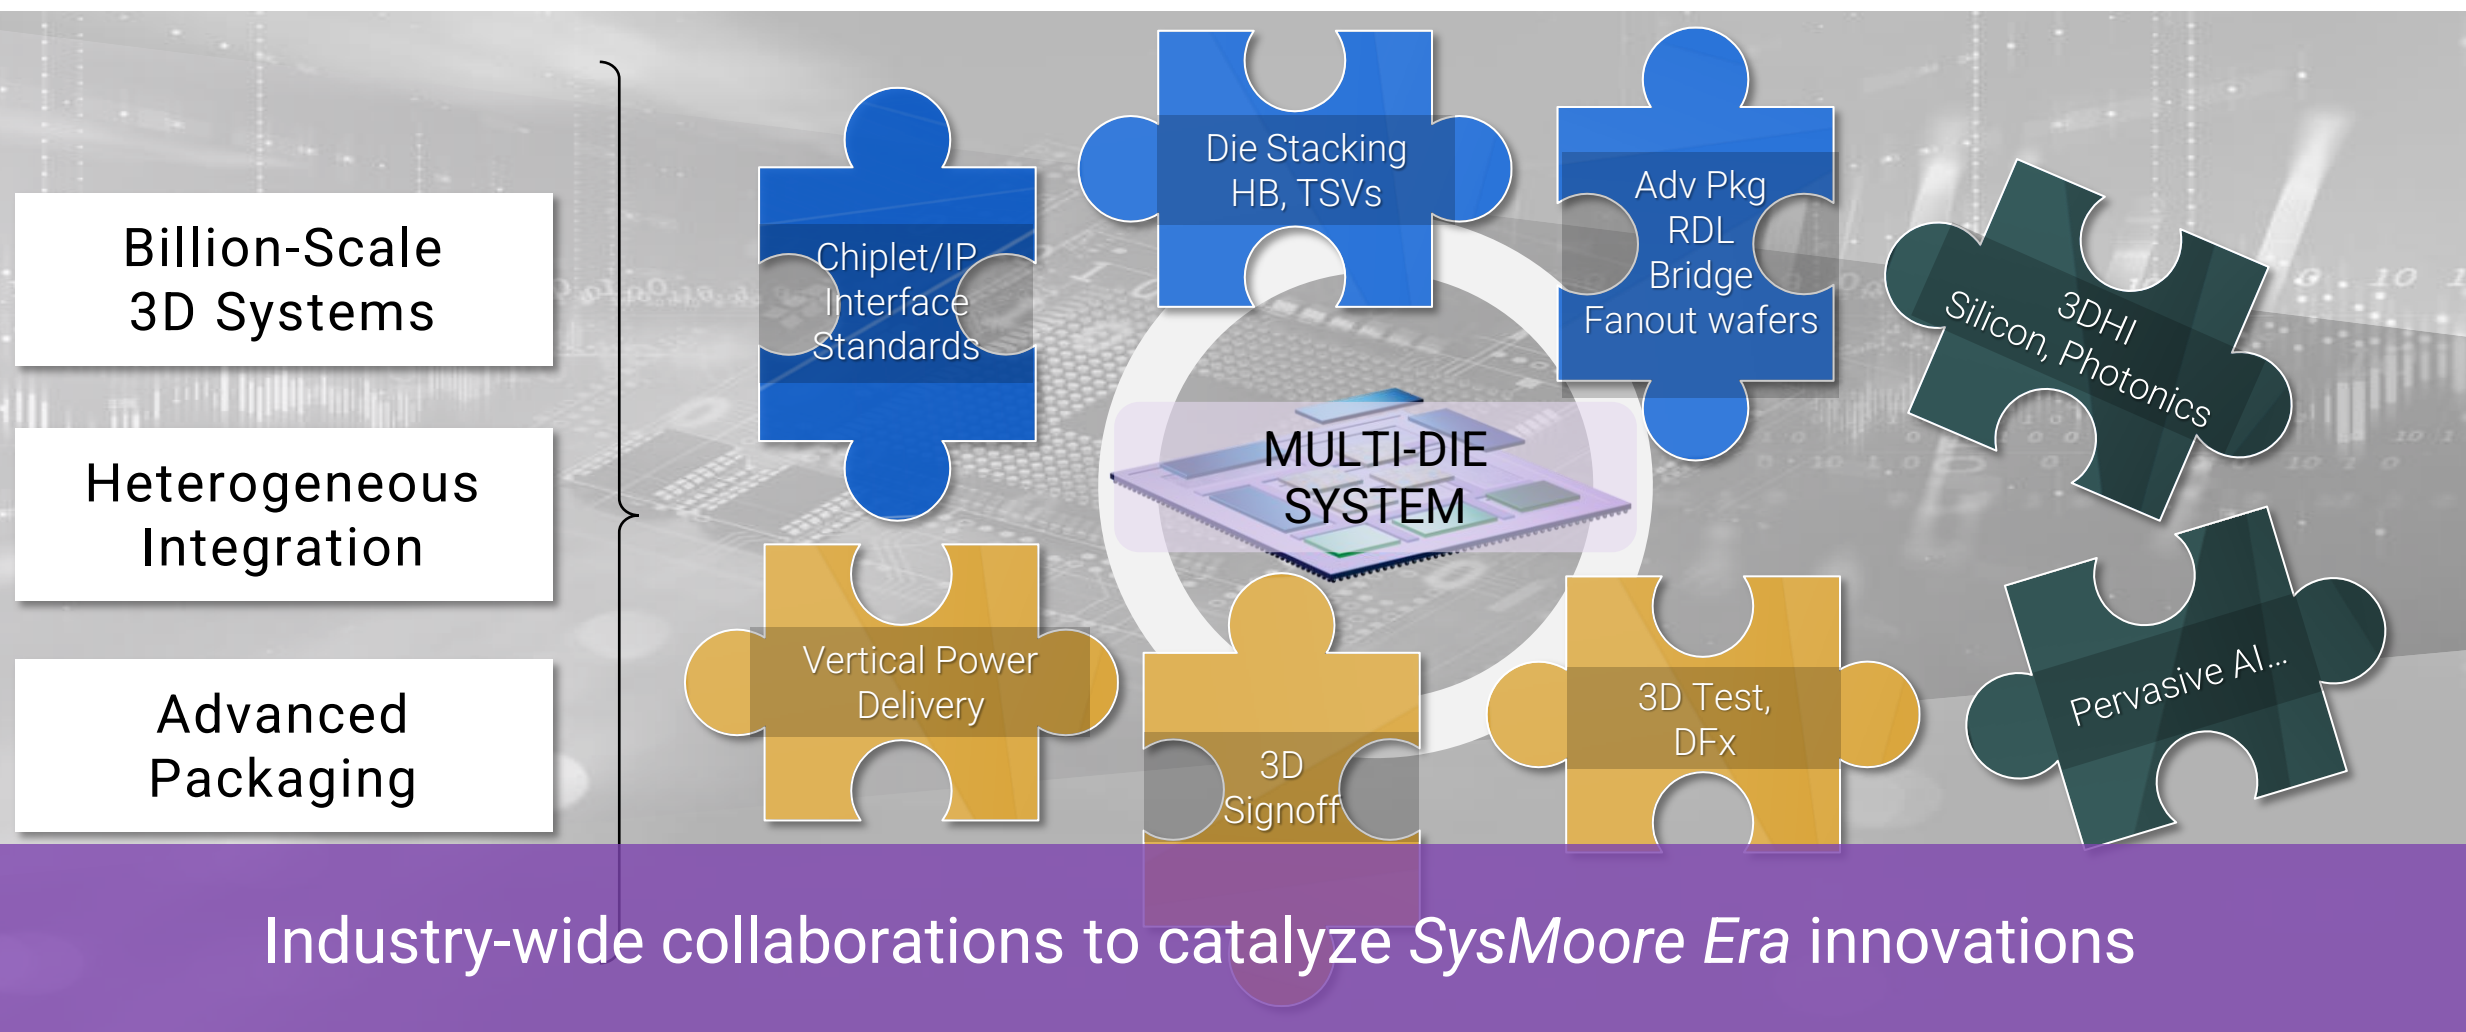 Billion-Scale
3D Systems
Heterogeneous
Integration
Advanced
Packaging
Chiplet/IP
Interface
Standards
Die Stacking
HB, TSVs
Adv Pkg
RDL
Bridge
Fanout wafers
3DHI
Silicon, Photonics
MULTI-DIE
SYSTEM
Vertical Power
Delivery
3D
Signoff
3D Test,
DFx
Pervasive AI...
Industry-wide collaborations to catalyze SysMoore Era innovations